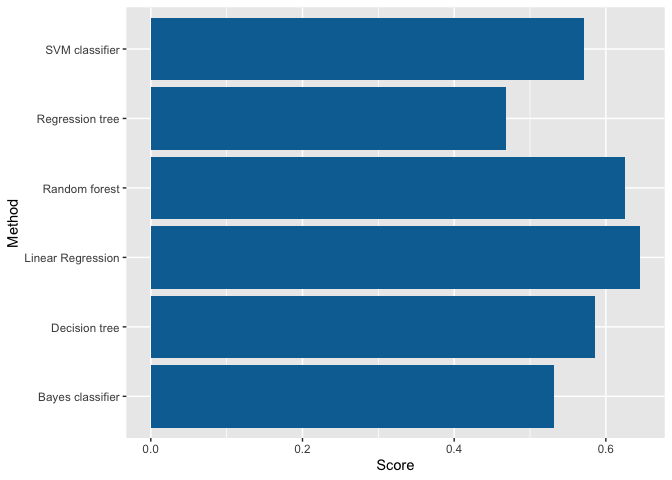 SVM classifier
Regression tree
Random forest
Linear Regression
Decision tree
Bayes classifier
Method
0.0 0.2 0.4 0.6
Score